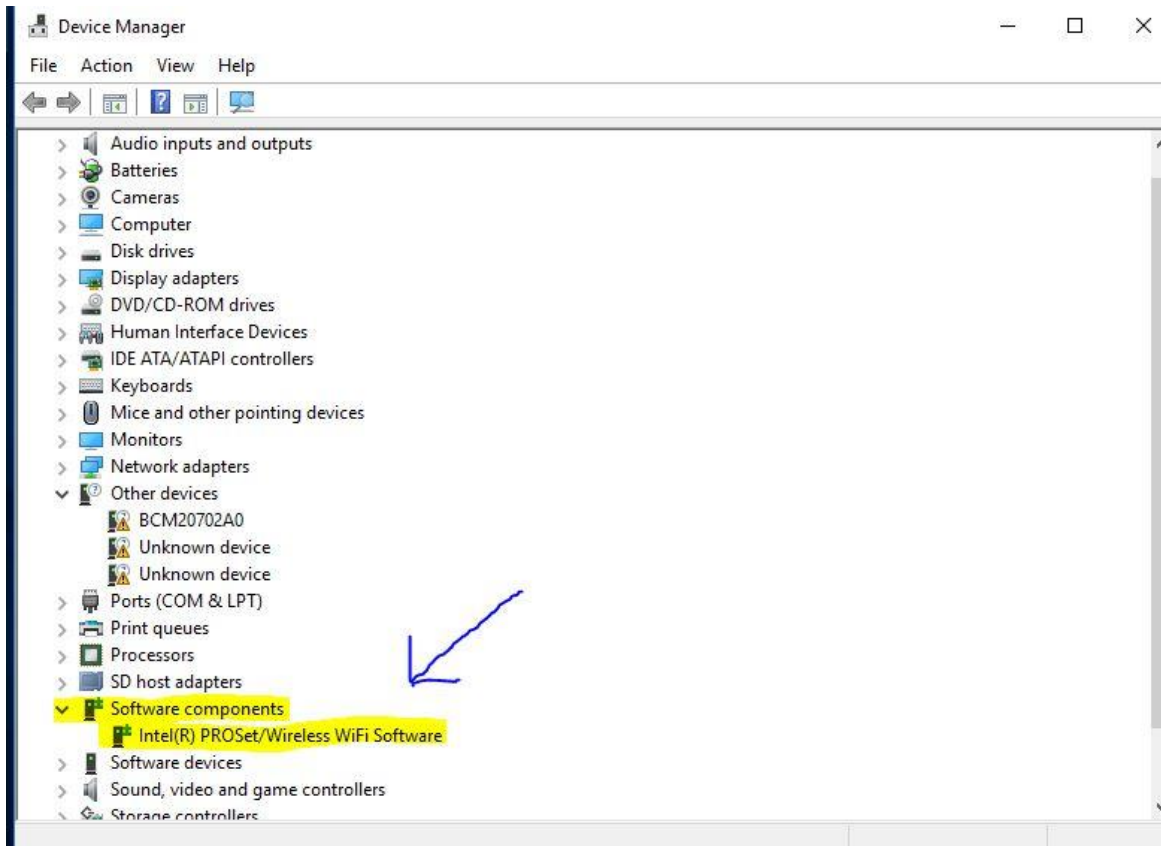 Device Manager
File Action View Help
Audio inputs and outputs
Batteries
Cameras
Computer
Disk drives
Display adapters
DVD/CD-ROM drives
Human Interface Devices
IDE ATA/ATAPI controllers
Keyboards
Mice and other pointing devices
Monitors
Network adapters
Other devices
BCM20702A0
Unknown device
Unknown device
Ports (COM & LPT)
Print queues
Processors
SD host adapters
Software components
Intel(R) PROSet/Wireless WiFi Software
Software devices
Sound, video and game controllers
Storage controllers